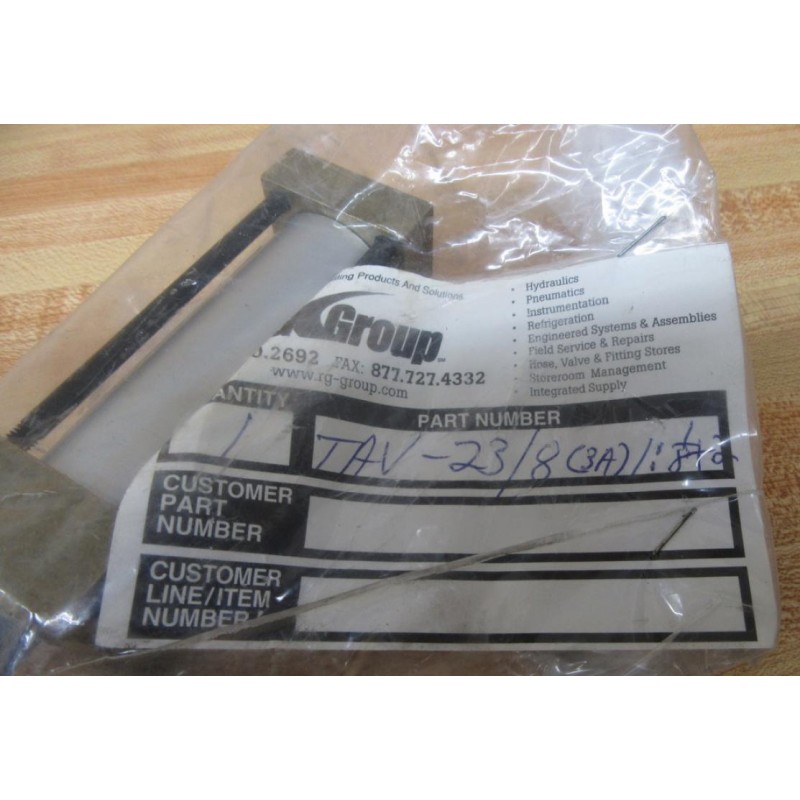 Products And Solutions
Group
.2692 FAX: 877.727.4332
www.rg-group.com
· Hydraulics
· Pneumatics
· Instrumentation
· Refrigeration
· Engineered Systems & Assemblies
· Field Service & Repairs
· Hose, Valve & Fitting Stores
· Storeroom Management
· Integrated Supply
ANTITY
PART NUMBER
1
TAV-23/8(3A)/:
CUSTOMER
PART
NUMBER
CUSTOMER
LINE/ITEM
NUMBER